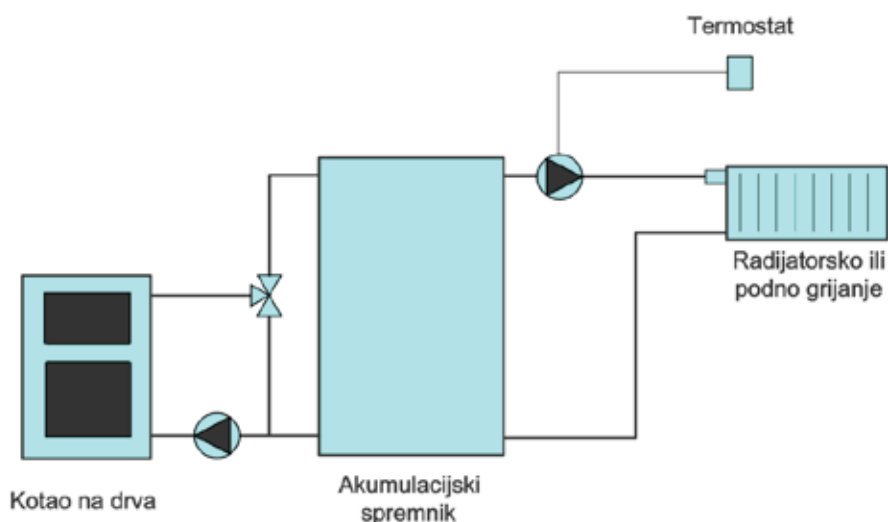 Termostat
Radijatorsko ili
podno grijanje
Kotao na drva
Akumulacijski
spremnik